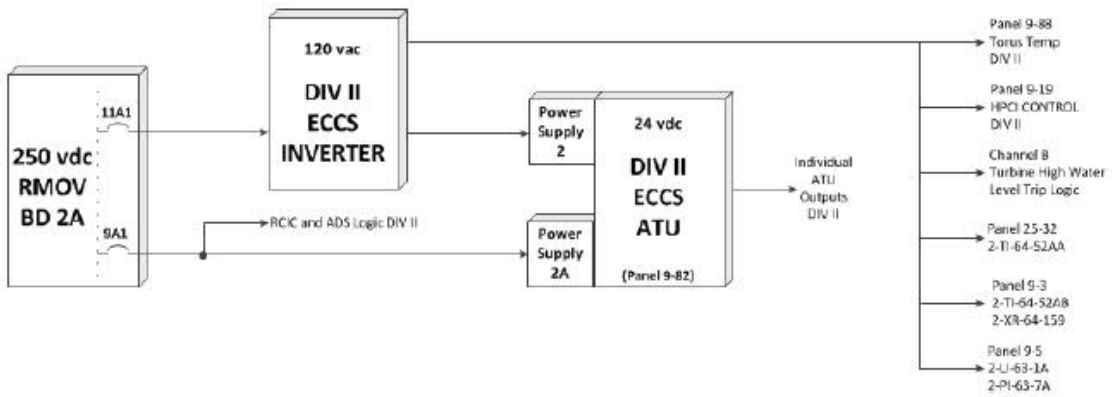 11A1
250 vdc
RMOV
BD 2A
9A1
120 vac
DIV II
ECCS
INVERTER
RCIC and ADS Logic DIV II
Power
Supply
2
Power
Supply
2A
24 vdc
DIV II
ECCS
ATU
(Panel 9-82)
Individual
ATU
Outputs
DIV II
Panel 9-88
Torus Temp
DIV II
Panel 9-19
HPCI CONTROL
DIV II
Channel B
Turbine High Water
Level Trip Logic
Panel 25-32
2-TI-64-52AA
Panel 9-3
2-TI-64-52AB
2-XR-64-159
Panel 9-5
2-LI-63-1A
2-PI-63-7A